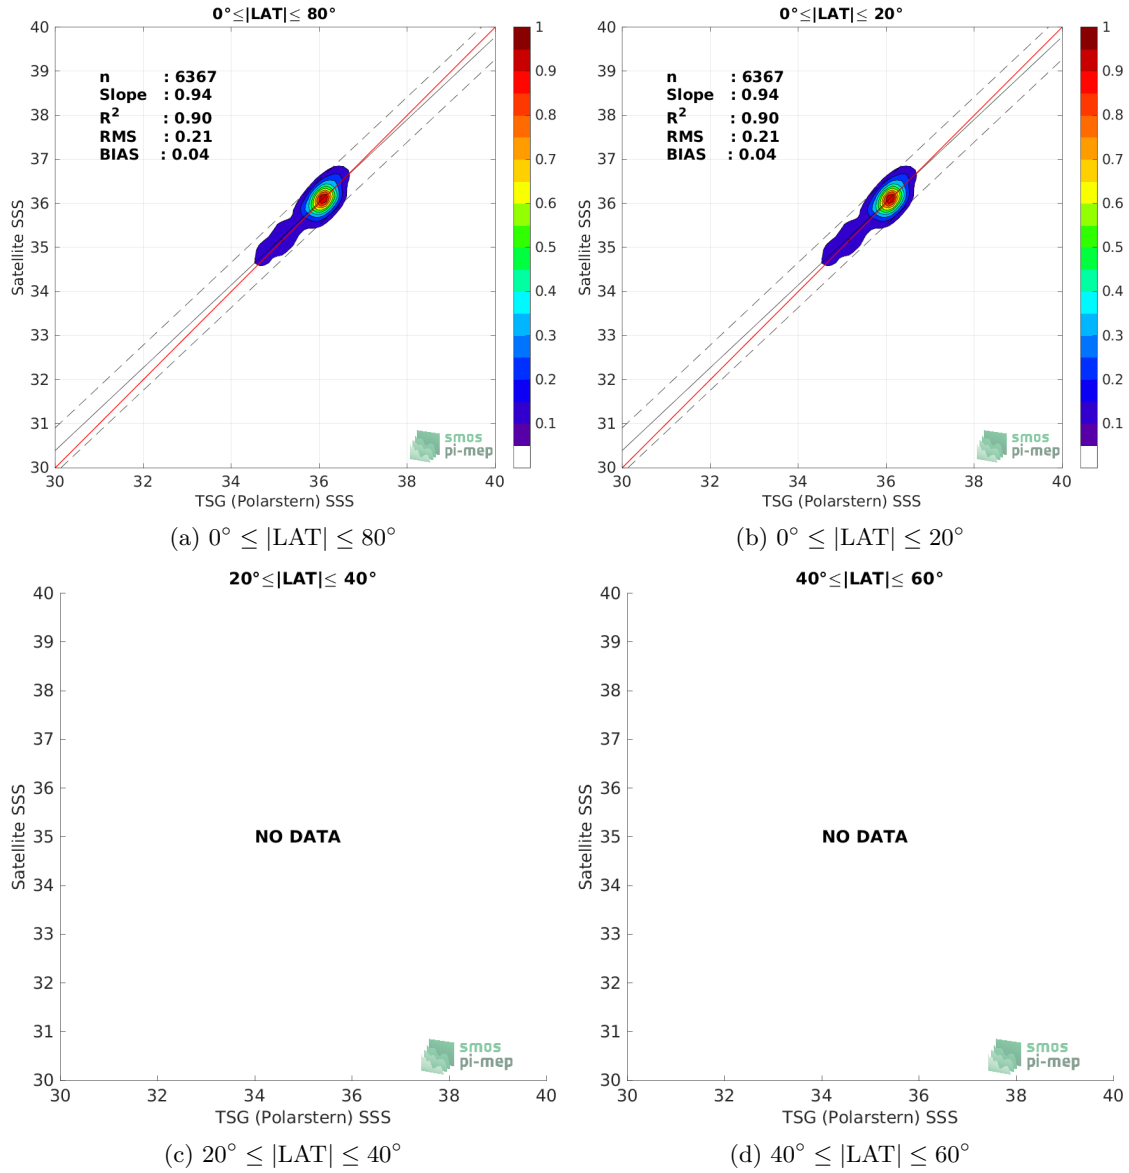 0°≤|LAT|≤ 80°
40
39
38
37
36
35
34
33
32
31
30
Satellite SSS
n : 6367
Slope : 0.94
R² : 0.90
RMS : 0.21
BIAS : 0.04
smos
pi-mep
30 32 34 36 38 40
TSG (Polarstern) SSS
1
0.9
0.8
0.7
0.6
0.5
0.4
0.3
0.2
0.1
(a) 0° ≤ |LAT| ≤ 80°
0°≤|LAT|≤ 20°
40
39
38
37
36
35
34
33
32
31
30
Satellite SSS
n : 6367
Slope : 0.94
R² : 0.90
RMS : 0.21
BIAS : 0.04
smos
pi-mep
30 32 34 36 38 40
TSG (Polarstern) SSS
1
0.9
0.8
0.7
0.6
0.5
0.4
0.3
0.2
0.1
(b) 0° ≤ |LAT| ≤ 20°
20°≤|LAT|≤ 40°
40
39
38
37
36
35
34
33
32
31
30
Satellite SSS
NO DATA
smos
pi-mep
30 32 34 36 38 40
TSG (Polarstern) SSS
(c) 20° ≤ |LAT| ≤ 40°
40°≤|LAT|≤ 60°
40
39
38
37
36
35
34
33
32
31
30
Satellite SSS
NO DATA
smos
pi-mep
30 32 34 36 38 40
TSG (Polarstern) SSS
(d) 40° ≤ |LAT| ≤ 60°